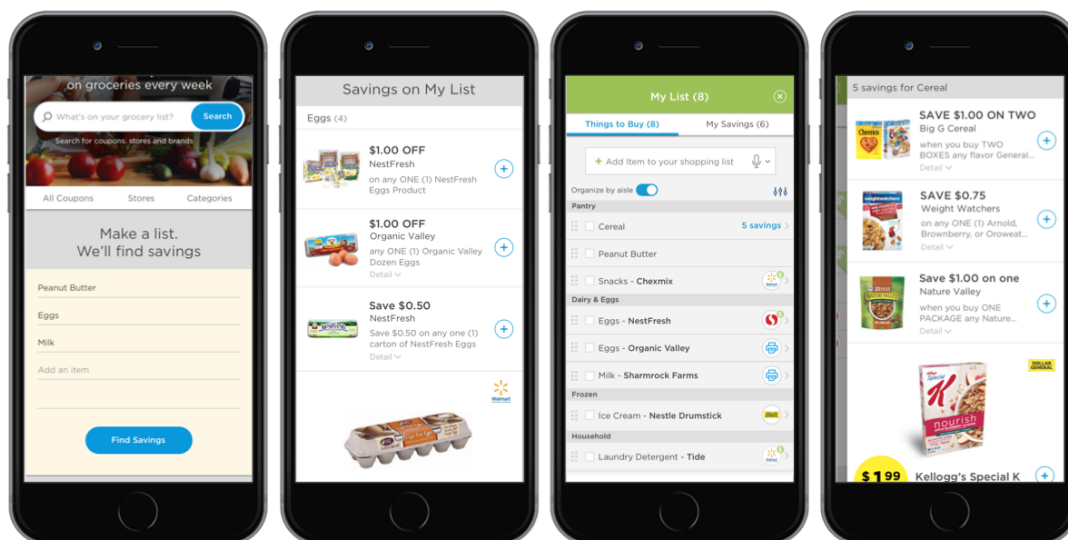 on groceries every week
What's on your grocery list?
Search
Search for coupons, stores and brands
All Coupons
Stores
Categories
Make a list.
We'll find savings
Peanut Butter
Eggs
Milk
Add an item
Find Savings
Savings on My List
Eggs (4)
$1.00 OFF
NestFresh
on any ONE (1) NestFresh
Eggs Product
$1.00 OFF
Organic Valley
any ONE (1) Organic Valley
Dozen Eggs
Detail
Save $0.50
NestFresh
Save $0.50 on any one (1)
carton of NestFresh Eggs
Detail
Walmart
My List (8)
Things to Buy (8)
My Savings (6)
+ Add Item to your shopping list
Organize by aisle
Pantry
Cereal
5 savings
Peanut Butter
Snacks - Chexmix
Dairy & Eggs
Eggs - NestFresh
Eggs - Organic Valley
Milk - Sharmrock Farms
Frozen
Ice Cream - Nestle Drumstick
Household
Laundry Detergent - Tide
5 savings for Cereal
Cheerios
SAVE $1.00 ON TWO
Big G Cereal
when you buy TWO
BOXES any flavor General...
Detail
weightwatchers
SAVE $0.75
Weight Watchers
on any ONE (1) Arnold,
Brownberry, or Oroweat...
Detail
NATURE VALLEY
Save $1.00 on one
Nature Valley
when you buy ONE
PACKAGE any Nature...
Detail
DOLLAR
GENERAL
Special
K
nourish
$1 99
Kellogg's Special K